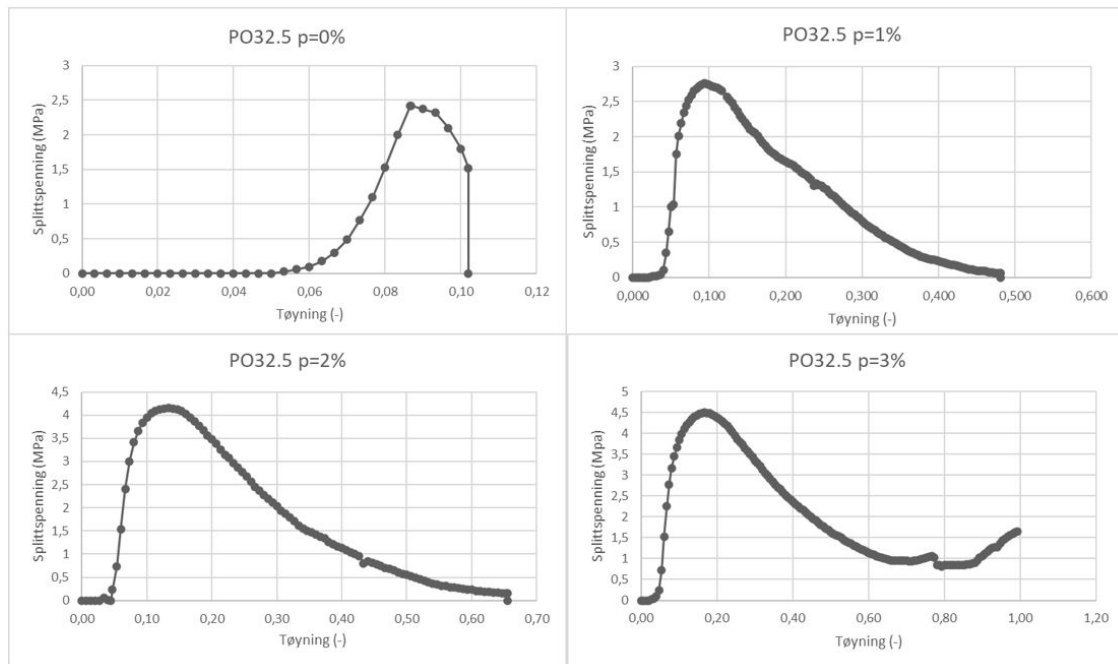 PO32.5 p=0%
Splittspenning (MPa)
3
2,5
2
1,5
1
0,5
0
0,00 0,02 0,04 0,06 0,08 0,10 0,12
Tøyning (-)
PO32.5 p=1%
Splittspenning (MPa)
3
2,5
2
1,5
1
0,5
0
0,000 0,100 0,200 0,300 0,400 0,500 0,600
Tøyning (-)
PO32.5 p=2%
Splittspenning (MPa)
4,5
4
3,5
3
2,5
2
1,5
1
0,5
0
0,00 0,10 0,20 0,30 0,40 0,50 0,60 0,70
Tøyning (-)
PO32.5 p=3%
Splittspenning (Mpa)
5
4,5
4
3,5
3
2,5
2
1,5
1
0,5
0
0,00 0,20 0,40 0,60 0,80 1,00 1,20
Tøyning (-)